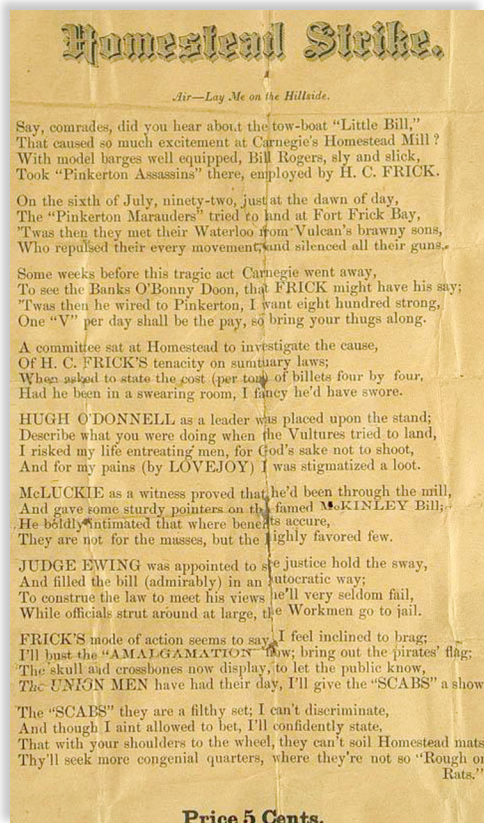 Homestead Strike.
Air—Lay Me on the Hillside.
Say, comrades, did you hear about the tow-boat "Little Bill,"
That caused so much excitement at Carnegie's Homestead Mill?
With model barges well equipped, Bill Rogers, sly and slick,
Took "Pinkerton Assassins" there, employed by H. C. FRICK.
On the sixth of July, ninety-two, just at the dawn of day,
The "Pinkerton Marauders" tried to land at Fort Frick Bay,
'Twas then they met their Waterloo from Vulcan's brawny sons,
Who repulsed their every movement, and silenced all their guns.
Some weeks before this tragic act Carnegie went away,
To see the Banks O'Bonny Doon, that FRICK might have his say;
'Twas then he wired to Pinkerton, I want eight hundred strong,
One "V" per day shall be the pay, so bring your thugs along.
A committee sat at Homestead to investigate the cause,
Of H. C. FRICK'S tenacity on sumtuary laws;
When asked to state the cost (per ton) of billets four by four,
Had he been in a swearing room, I fancy he'd have swore.
HUGH O'DONNELL as a leader was placed upon the stand;
Describe what you were doing when the Vultures tried to land,
I risked my life entreating men, for God's sake not to shoot,
And for my pains (by LOVEJOY) I was stigmatized a loot.
McLUCKIE as a witness proved that he'd been through the mill,
And gave some sturdy pointers on th famed McKINLEY Bill;
He boldly intimated that where benefits accure,
They are not for the masses, but the highly favored few.
JUDGE EWING was appointed to see justice hold the sway,
And filled the bill (admirably) in an autocratic way;
To construe the law to meet his views he'll very seldom fail,
While officials strut around at large, the Workmen go to jail.
FRICK'S mode of action seems to say, I feel inclined to brag;
I'll bust the "AMALGAMATION" now; bring out the pirates' flag;
The skull and crossbones now display, to let the public know,
The UNION MEN have had their day, I'll give the "SCABS" a show
The "SCABS" they are a filthy set; I can't discriminate,
And though I aint allowed to bet, I'll confidently state,
That with your shoulders to the wheel, they can't soil Homestead mats
Thy'll seek more congenial quarters, where they're not so "Rough on
Rats."
Price 5 Cents.